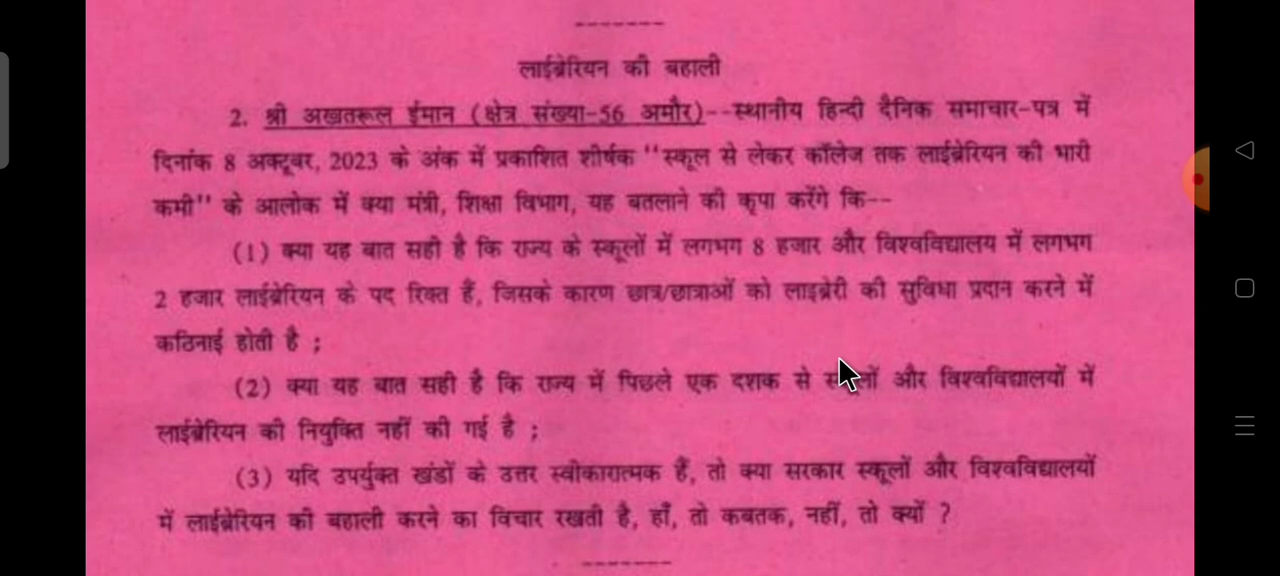 -------
लाईब्रेरियन की बहाली
2. श्री अखतरूल ईमान (क्षेत्र संख्या-56 अमौर)--स्थानीय हिन्दी दैनिक समाचार-पत्र में
दिनांक 8 अक्टूबर, 2023 के अंक में प्रकाशित शीर्षक "स्कूल से लेकर कॉलेज तक लाईब्रेरियन की भारी
कमी" के आलोक में क्या मंत्री, शिक्षा विभाग, यह बतलाने की कृपा करेंगे कि--
(1) क्या यह बात सही है कि राज्य के स्कूलों में लगभग 8 हजार और विश्वविद्यालय में लगभग
2 हजार लाईब्रेरियन के पद रिक्त हैं, जिसके कारण छात्र/छात्राओं को लाइब्रेरी की सुविधा प्रदान करने में
कठिनाई होती है ;
(2) क्या यह बात सही है कि राज्य में पिछले एक दशक से और विश्वविद्यालयों में
लाईब्रेरियन की नियुक्ति नहीं की गई है ;
(3) यदि उपर्युक्त खंडों के उत्तर स्वीकारात्मक हैं, तो क्या सरकार स्कूलों और विश्वविद्यालयों
में लाईब्रेरियन की बहाली करने का विचार रखती है, हाँ, तो कबतक, नहीं, तो क्यों ?
-------